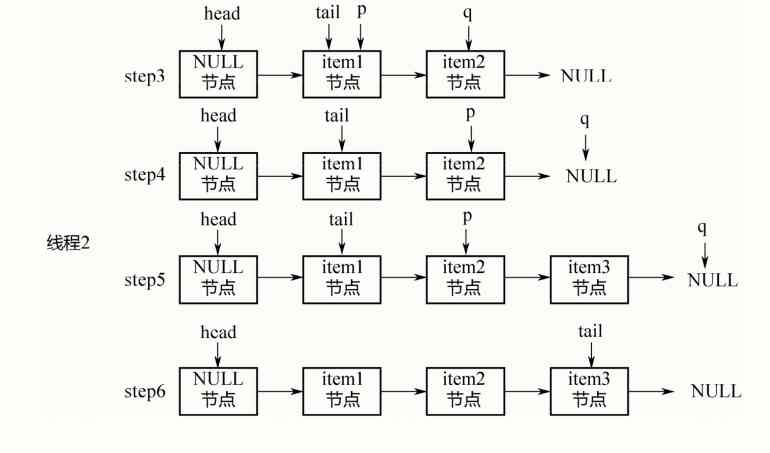 head tail p q
step3 NULL 节点 item1 节点 item2 节点 NULL
head tail p q
step4 NULL 节点 item1 节点 item2 节点 NULL
线程2
head tail p q
step5 NULL 节点 item1 节点 item2 节点 item3 节点 NULL
head tail
step6 NULL 节点 item1 节点 item2 节点 item3 节点 NULL